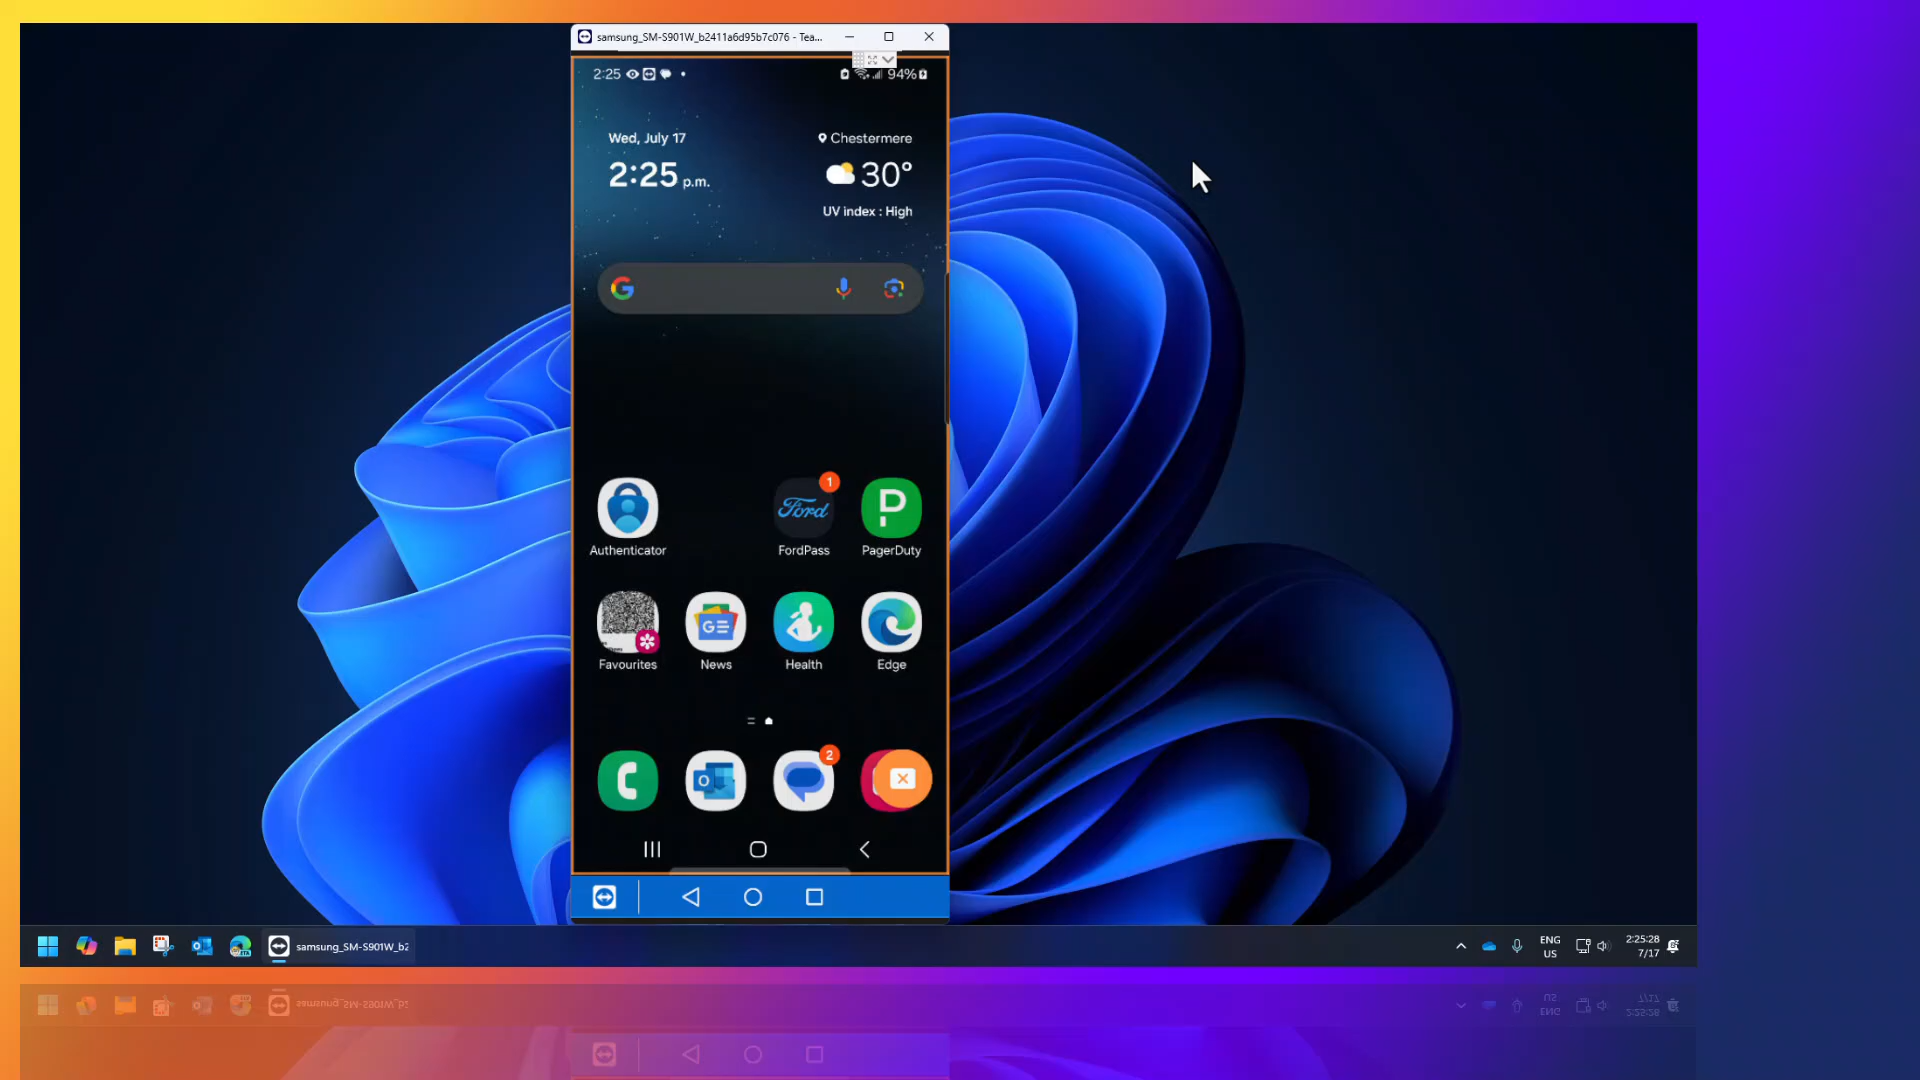 samsung_SM-S901W_b2411a6d95b7c076 - Tea...
2:25
94%
Wed, July 17
Chestermere
2:25 p.m.
30°
UV index : High
Ford
1
P
Authenticator
FordPass
PagerDuty
Favourites
News
Health
Edge
2
samsung_SM-S901W_b2
ENG
US
2:25:28
7/17